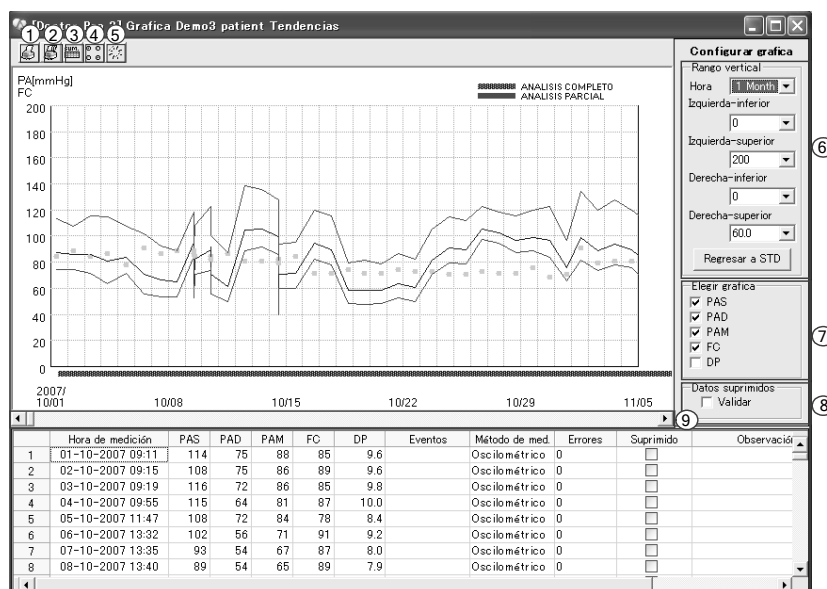 [Doctor Pro 3] Grafica Demo3 patient Tendencias
① ② ③ ④ ⑤
SUM.
PA[mmHg]
FC
ANALISIS COMPLETO
ANALISIS PARCIAL
200
180
160
140
120
100
80
60
40
20
0
2007/
10/01 10/08 10/15 10/22 10/29 11/05
Configurar grafica
Rango vertical
Hora 1 Month
Izquierda-inferior
0
Izquierda-superior
200
Derecha-inferior
0
Derecha-superior
60.0
Regresar a STD
⑥
Elegir grafica
PAS
PAD
PAM
FC
DP
⑦
Datos suprimidos
Validar
⑧
⑨
Hora de medición PAS PAD PAM FC DP Eventos Método de med. Errores Suprimido Observación
1 01-10-2007 09:11 114 75 88 85 9.6 Oscilométrico 0
2 02-10-2007 09:15 108 75 86 89 9.6 Oscilométrico 0
3 03-10-2007 09:19 116 72 86 85 9.8 Oscilométrico 0
4 04-10-2007 09:55 115 64 81 87 10.0 Oscilométrico 0
5 05-10-2007 11:47 108 72 84 78 8.4 Oscilométrico 0
6 06-10-2007 13:32 102 56 71 91 9.2 Oscilométrico 0
7 07-10-2007 13:35 93 54 67 87 8.0 Oscilométrico 0
8 08-10-2007 13:40 89 54 65 89 7.9 Oscilométrico 0